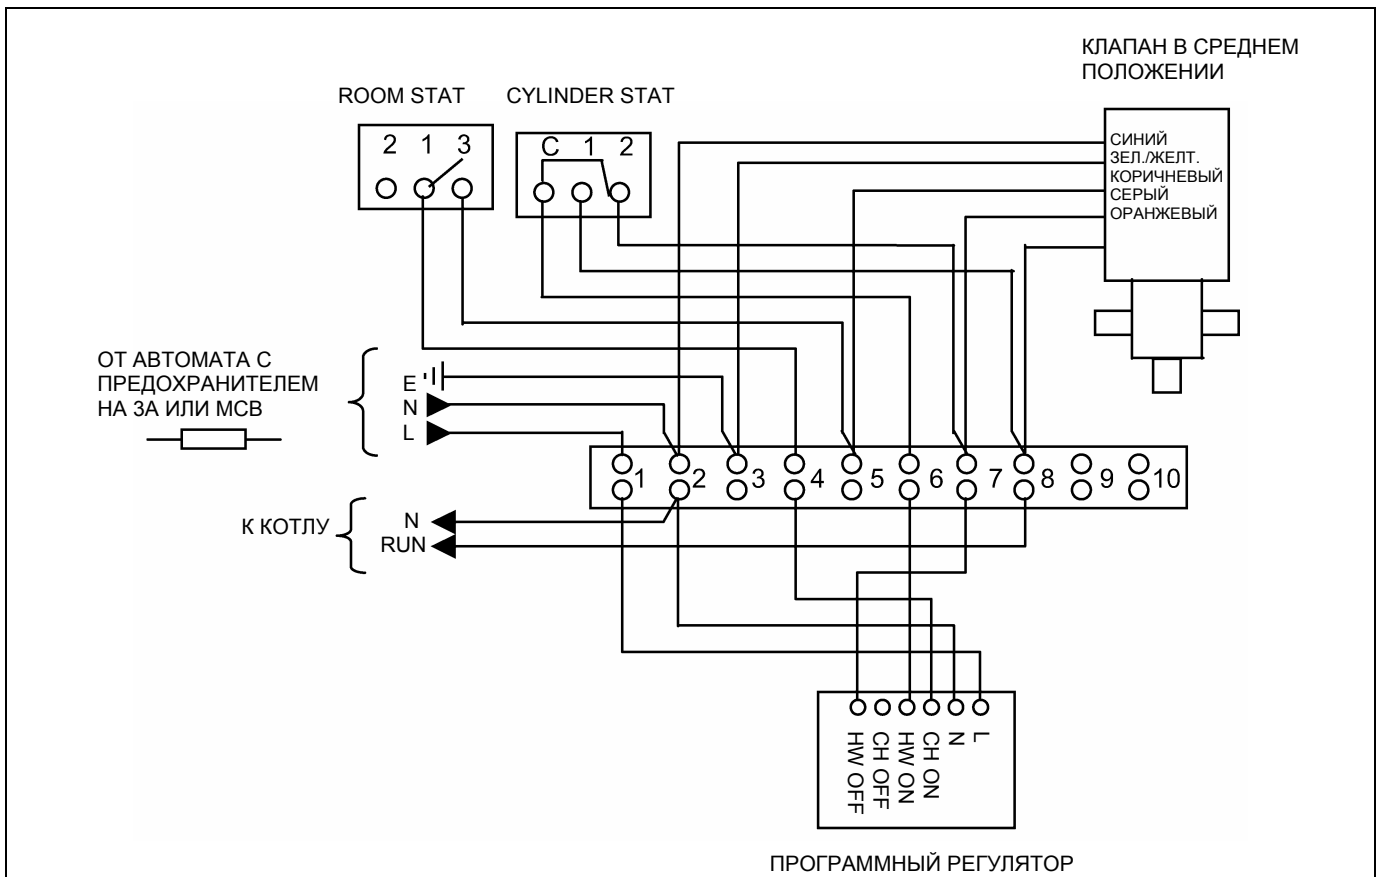 КЛАПАН В СРЕДНЕМ
ПОЛОЖЕНИИ
ROOM STAT
CYLINDER STAT
2 1 3
C 1 2
СИНИЙ
ЗЕЛ./ЖЕЛТ.
КОРИЧНЕВЫЙ
СЕРЫЙ
ОРАНЖЕВЫЙ
ОТ АВТОМАТА С
ПРЕДОХРАНИТЕЛЕМ
НА 3А ИЛИ МСВ
E
N
L
1 2 3 4 5 6 7 8 9 10
К КОТЛУ
N
RUN
HW OFF
CH OFF
HW ON
CH ON
N
L
ПРОГРАММНЫЙ РЕГУЛЯТОР